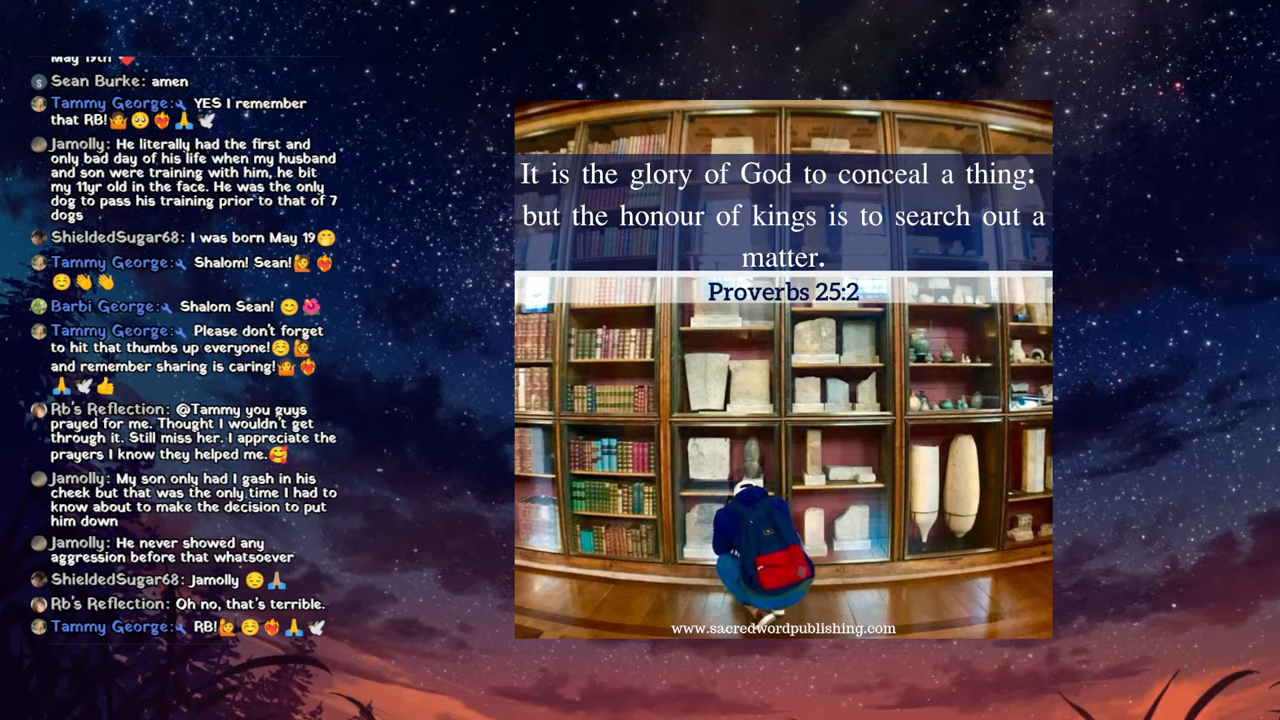 May 19th ❤️
Sean Burke: amen
Tammy George: YES I remember
that RB!🤷🥺❤️‍🔥🙏🕊️
Jamolly: He literally had the first and
only bad day of his life when my husband
and son were training with him, he bit
my 11yr old in the face. He was the only
dog to pass his training prior to that of 7
dogs
ShieldedSugar68: I was born May 19🤭
Tammy George: Shalom! Sean!🙋❤️‍🔥
☺️👋👋
Barbi George: Shalom Sean! 😊🌺
Tammy George: Please don't forget
to hit that thumbs up everyone!☺️🙋
and remember sharing is caring!🤷❤️‍🔥
🙏🕊️👍
Rb's Reflection: @Tammy you guys
prayed for me. Thought I wouldn't get
through it. Still miss her. I appreciate the
prayers I know they helped me.🥰
Jamolly: My son only had 1 gash in his
cheek but that was the only time I had to
know about to make the decision to put
him down
Jamolly: He never showed any
aggression before that whatsoever
ShieldedSugar68: Jamolly 😔🙏🏼
Rb's Reflection: Oh no, that's terrible.
Tammy George: RB!🙋☺️❤️‍🔥🙏🕊️
It is the glory of God to conceal a thing:
but the honour of kings is to search out a
matter.
Proverbs 25:2
www.sacredwordpublishing.com